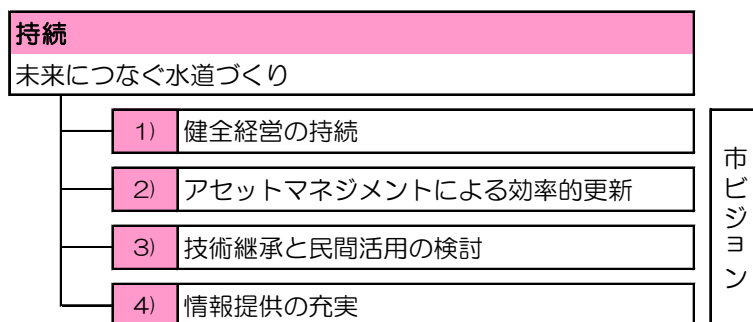 持続
未来につなぐ水道づくり
1) 健全経営の持続
2) アセットマネジメントによる効率的更新
3) 技術継承と民間活用の検討
4) 情報提供の充実
市ビジョン